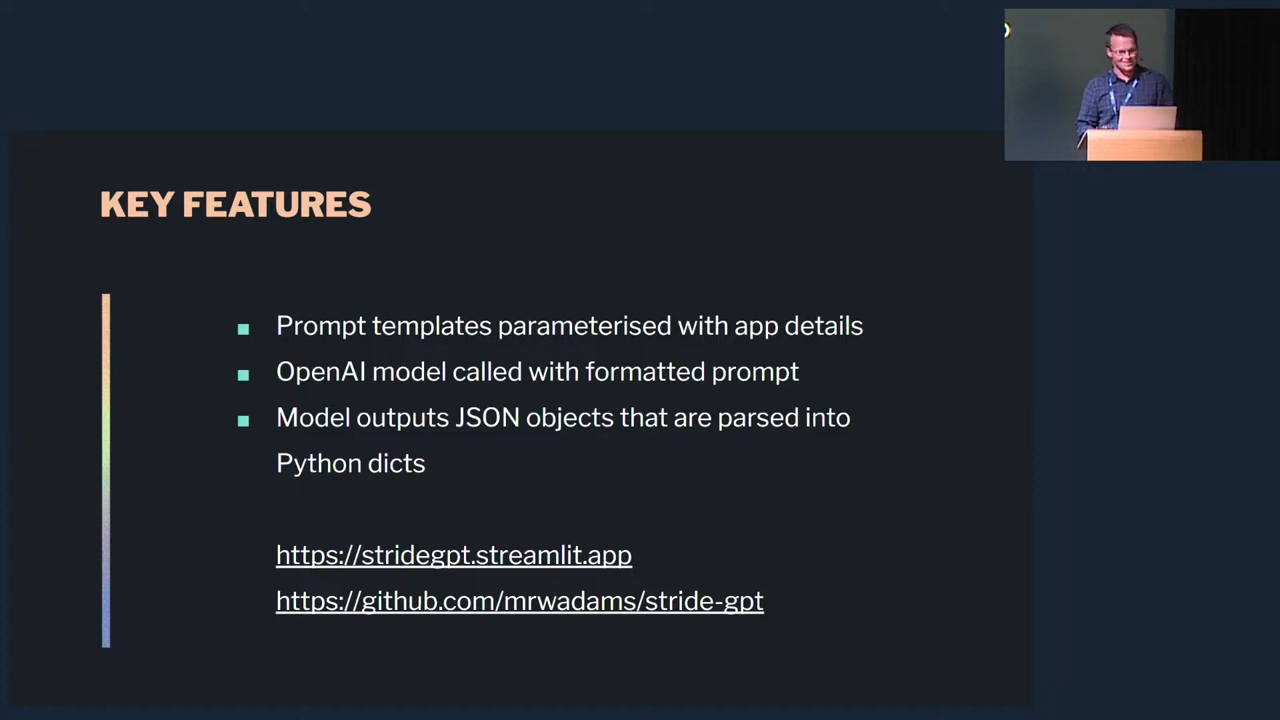 KEY FEATURES
Prompt templates parameterised with app details
OpenAI model called with formatted prompt
Model outputs JSON objects that are parsed into
Python dicts
https://stridegpt.streamlit.app
https://github.com/mrwadams/stride-gpt